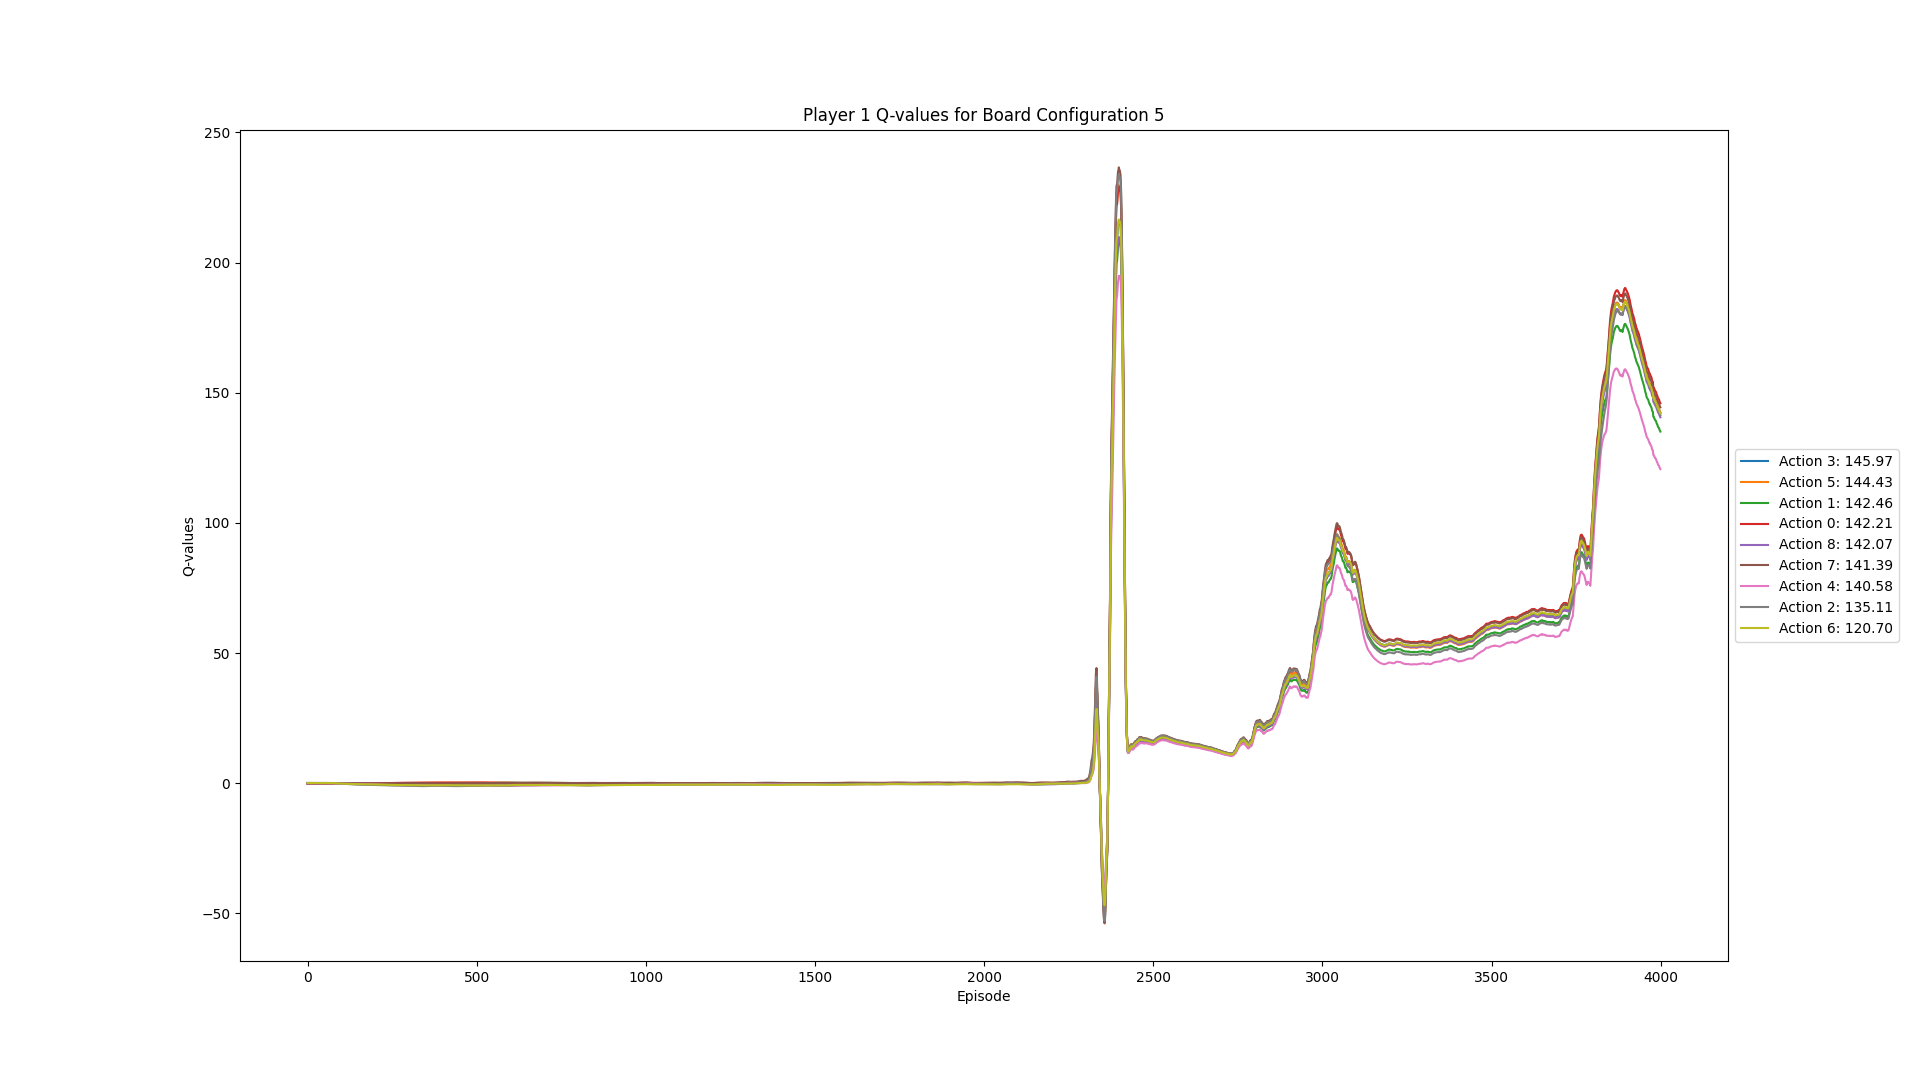 Player 1 Q-values for Board Configuration 5
250
200
150
100
50
0
−50
Q-values
0 500 1000 1500 2000 2500 3000 3500 4000
Episode
Action 3: 145.97
Action 5: 144.43
Action 1: 142.46
Action 0: 142.21
Action 8: 142.07
Action 7: 141.39
Action 4: 140.58
Action 2: 135.11
Action 6: 120.70